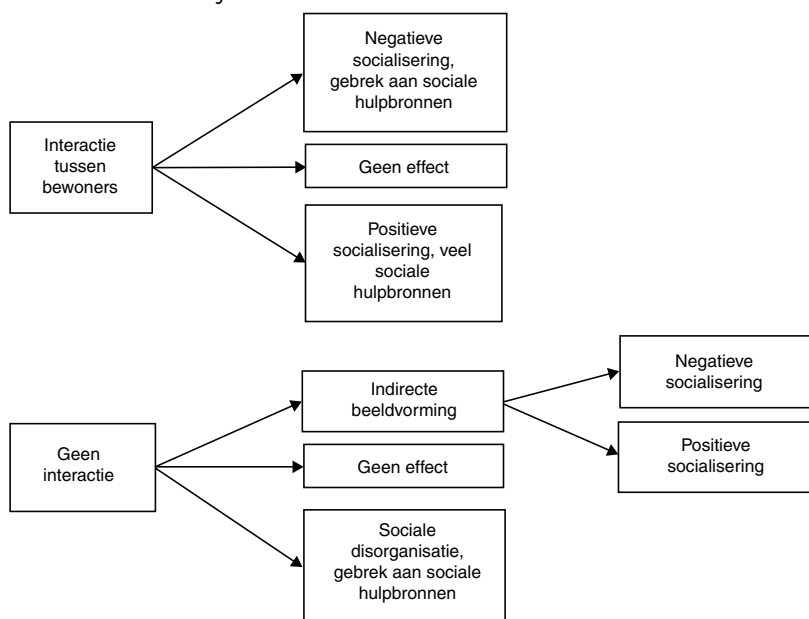 Negatieve
socialisering,
gebrek aan sociale
hulpbronnen
Interactie
tussen
bewoners
Geen effect
Positieve
socialisering, veel
sociale
hulpbronnen
Indirecte
beeldvorming
Negatieve
socialisering
Positieve
socialisering
Geen
interactie
Geen effect
Sociale
disorganisatie,
gebrek aan sociale
hulpbronnen